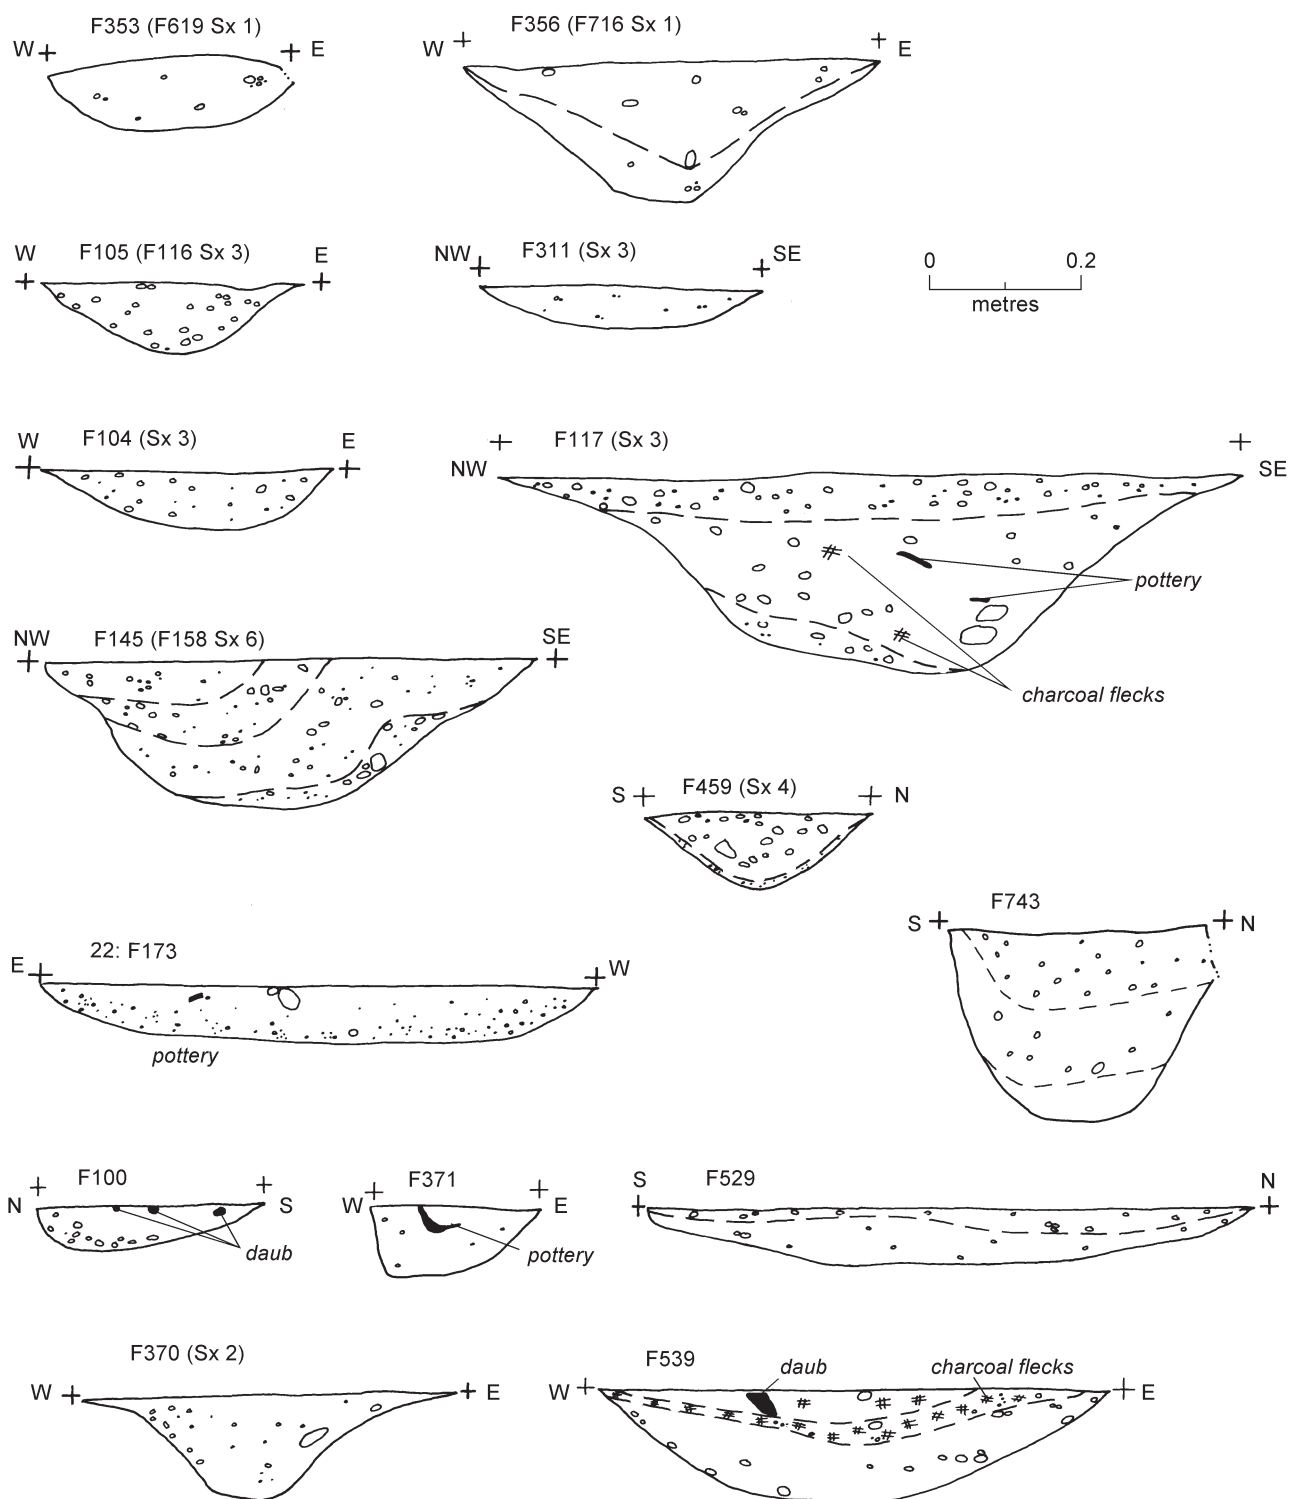 F353 (F619 Sx 1)
W E
F356 (F716 Sx 1)
W E
F105 (F116 Sx 3)
W E
F311 (Sx 3)
NW SE
0 0.2
metres
F104 (Sx 3)
W E
F117 (Sx 3)
NW SE
pottery
charcoal flecks
F145 (F158 Sx 6)
NW SE
F459 (Sx 4)
S N
F743
S N
22: F173
E W
pottery
F100
N S
daub
F371
W E
pottery
F529
S N
F370 (Sx 2)
W E
F539
daub
charcoal flecks
W E